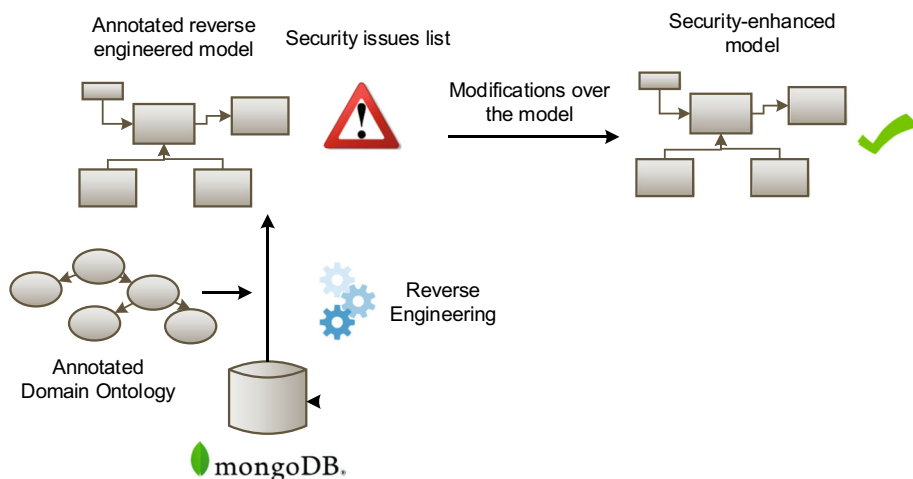 Annotated reverse
engineered model
Security issues list
Security-enhanced
model
Modifications over
the model
Reverse
Engineering
Annotated
Domain Ontology
mongoDB.